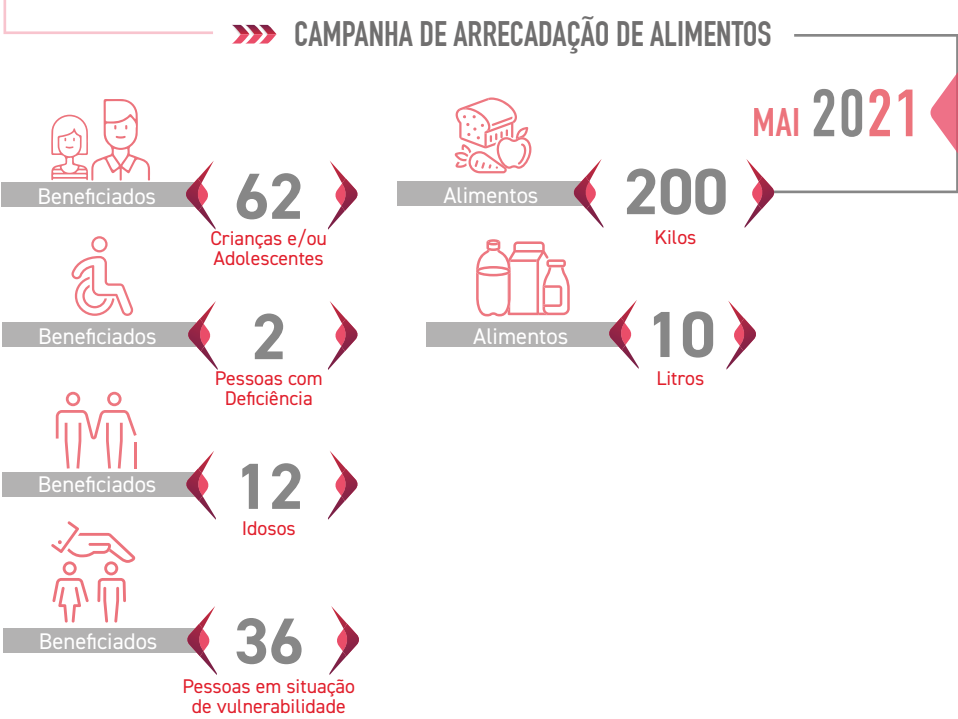 CAMPANHA DE ARRECADAÇÃO DE ALIMENTOS
MAI 2021
Beneficiados
62
Crianças e/ou
Adolescentes
Beneficiados
2
Pessoas com
Deficiência
Beneficiados
12
Idosos
Beneficiados
36
Pessoas em situação
de vulnerabilidade
Alimentos
200
Kilos
Alimentos
10
Litros